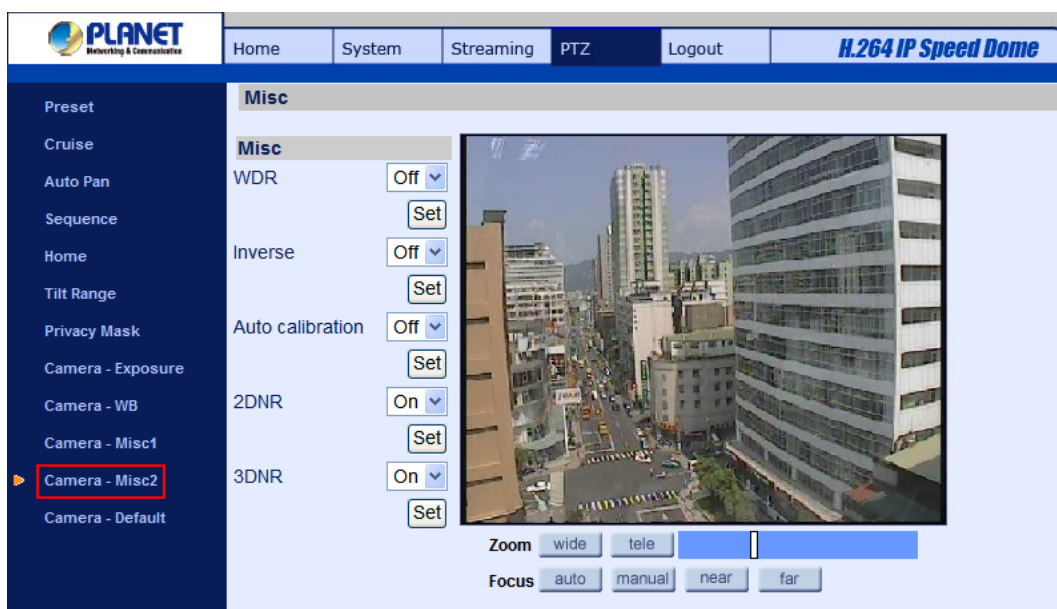 PLANET
Networking & Communication
Home System Streaming PTZ Logout H.264 IP Speed Dome
Preset
Cruise
Auto Pan
Sequence
Home
Tilt Range
Privacy Mask
Camera - Exposure
Camera - WB
Camera - Misc1
Camera - Misc2
Camera - Default
Misc
Misc
WDR Off
Set
Inverse Off
Set
Auto calibration Off
Set
2DNR On
Set
3DNR On
Set
Zoom wide tele
Focus auto manual near far